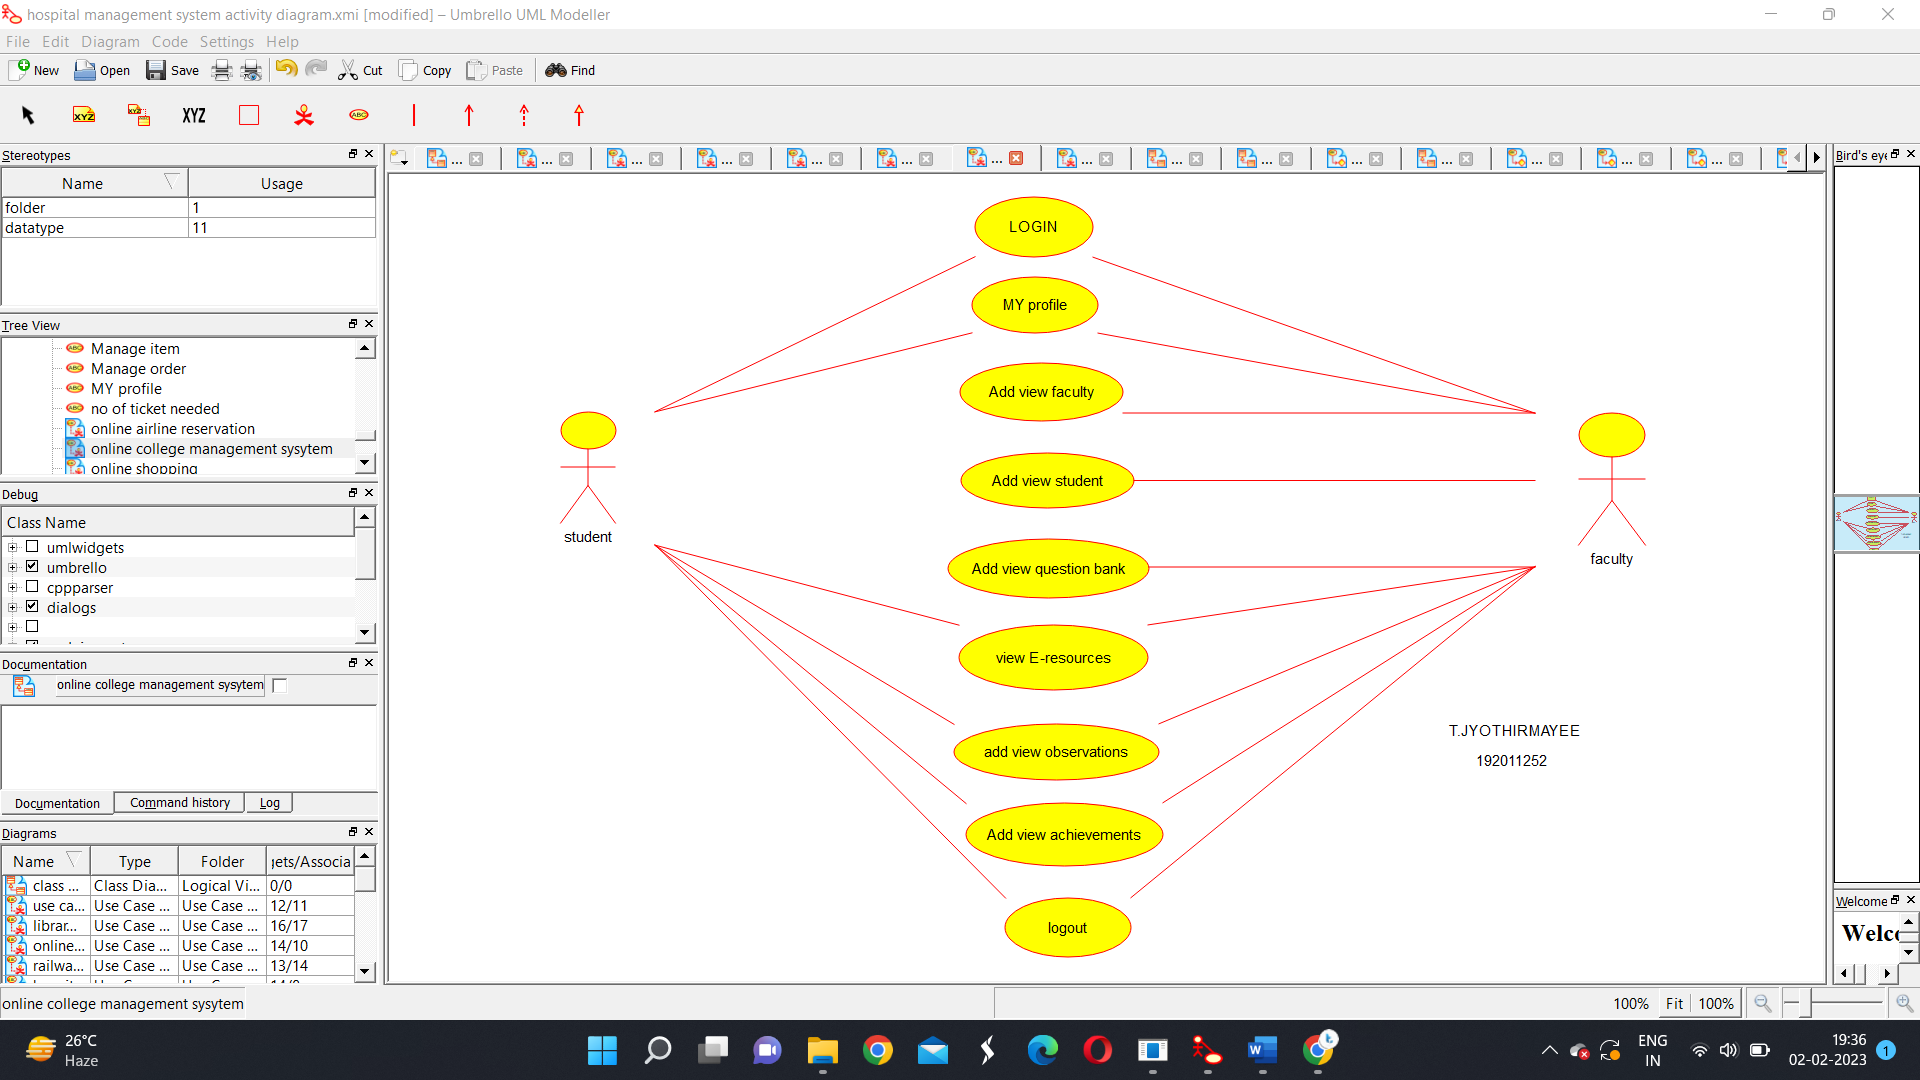 hospital management system activity diagram.xmi [modified] – Umbrello UML Modeller
File Edit Diagram Code Settings Help
New Open Save Cut Copy Paste Find
XYZ XYZ XYZ ABC
Stereotypes
Name Usage
folder 1
datatype 11
Tree View
Manage item
Manage order
MY profile
no of ticket needed
online airline reservation
online college management sysytem
online shopping
Debug
Class Name
umlwidgets
umbrello
cppparser
dialogs
Documentation
online college management sysytem
Documentation Command history Log
Diagrams
Name Type Folder jets/Associa
class ... Class Dia... Logical Vi... 0/0
use ca... Use Case ... Use Case ... 12/11
librar... Use Case ... Use Case ... 16/17
online... Use Case ... Use Case ... 14/10
railwa... Use Case ... Use Case ... 13/14
... ... ... ... ... ... ... ... ... ... ... ... ... ... ...
LOGIN
MY profile
Add view faculty
Add view student
student
faculty
Add view question bank
view E-resources
add view observations
Add view achievements
logout
T.JYOTHIRMAYEE
192011252
Bird's eye
Welcome
Welco
online college management sysytem
100% Fit 100%
26°C
Haze
ENG
IN
19:36
02-02-2023
1